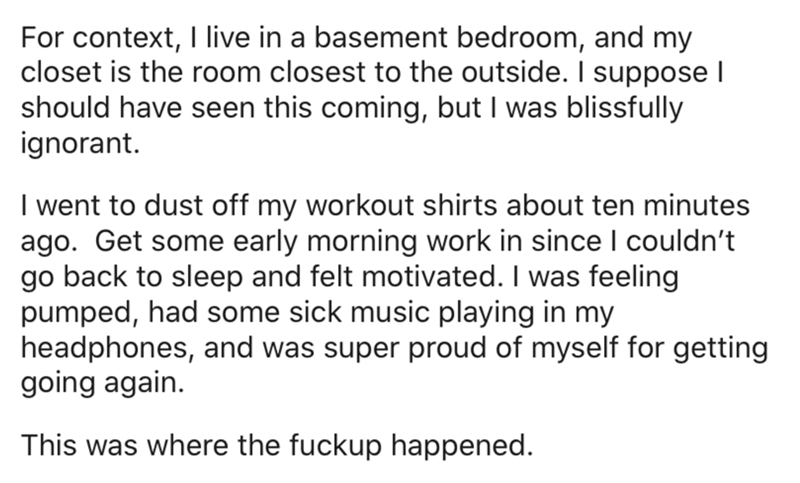 For context, I live in a basement bedroom, and my
closet is the room closest to the outside. I suppose I
should have seen this coming, but I was blissfully
ignorant.
I went to dust off my workout shirts about ten minutes
ago.  Get some early morning work in since I couldn’t
go back to sleep and felt motivated. I was feeling
pumped, had some sick music playing in my
headphones, and was super proud of myself for getting
going again.
This was where the fuckup happened.